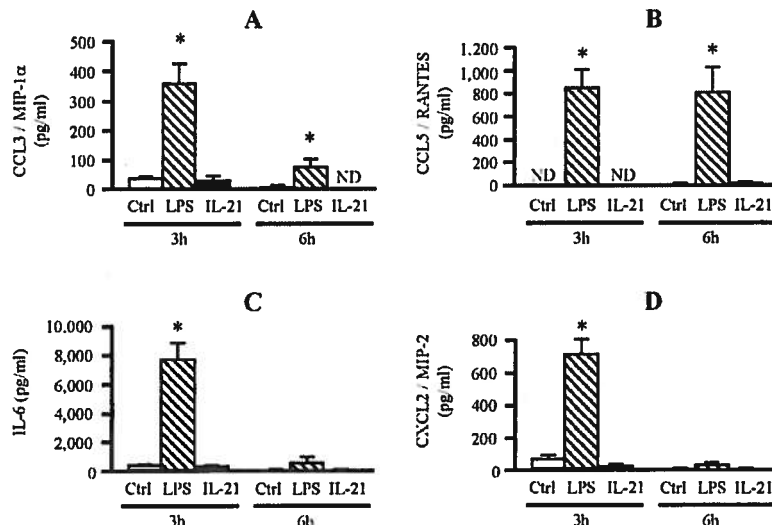 A
*
500
400
300
200
100
0
CCL3 / MIP-1α
(pg/ml)
*
ND
Ctrl LPS IL-21 Ctrl LPS IL-21
3h 6h
B
1.200
1,000
800
600
400
200
0
CCL5 / RANTES
(pg/ml)
* *
ND ND
Ctrl LPS IL-21 Ctrl LPS IL-21
3h 6h
C
10.000
8,000
6,000
4,000
2,000
0
IL-6 (pg/ml)
*
Ctrl LPS IL-21 Ctrl LPS IL-21
3h 6h
D
800
600
400
200
0
CXCL2 / MIP-2
(pg/ml)
*
Ctrl LPS IL-21 Ctrl LPS IL-21
3h 6h